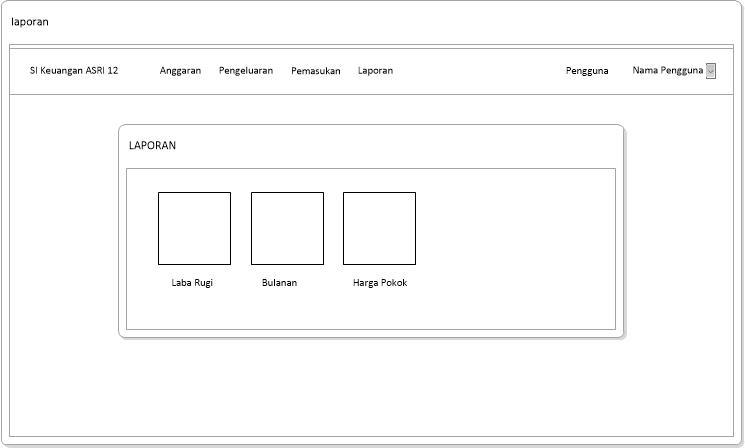 laporan
SI Keuangan ASRI 12 Anggaran Pengeluaran Pemasukan Laporan Pengguna Nama Pengguna
LAPORAN
Laba Rugi Bulanan Harga Pokok